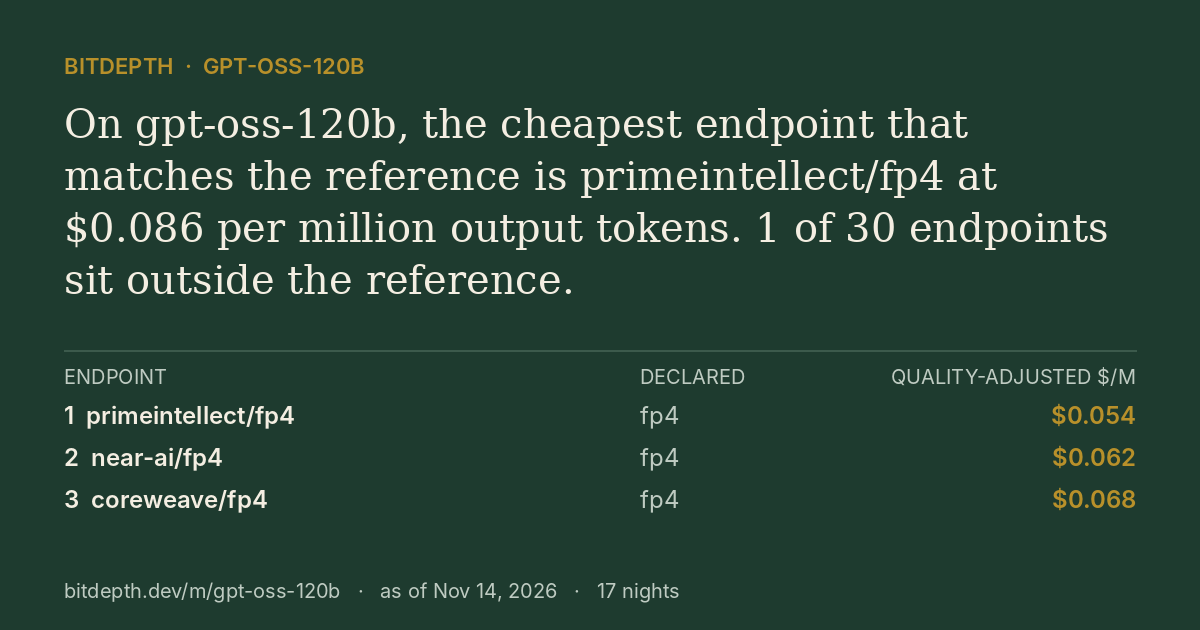 BITDEPTH · GPT-OSS-120B
On gpt-oss-120b, the cheapest endpoint that
matches the reference is primeintellect/fp4 at
$0.086 per million output tokens. 1 of 30 endpoints
sit outside the reference.
ENDPOINT DECLARED QUALITY-ADJUSTED $/M
1 primeintellect/fp4 fp4 $0.054
2 near-ai/fp4 fp4 $0.062
3 coreweave/fp4 fp4 $0.068
bitdepth.dev/m/gpt-oss-120b · as of Nov 14, 2026 · 17 nights